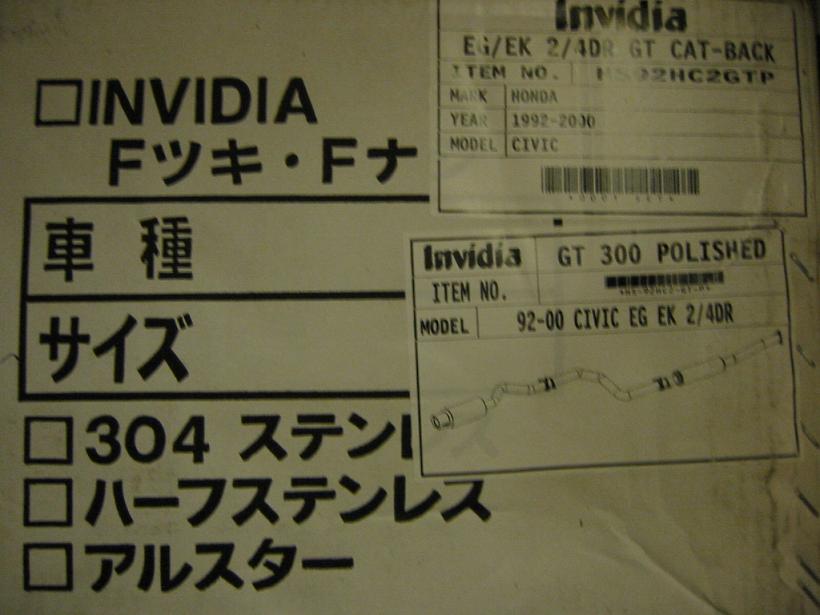 □INVIDIA
Fツキ・Fナ
車 種
サイズ
□304 ステンレス
□ハーフステンレス
□アルスター
Invidia
EG/EK 2/4DR GT CAT-BACK
ITEM NO. HS92HC2GTP
MARK HONDA
YEAR 1992-2000
MODEL CIVIC
Invidia GT 300 POLISHED
ITEM NO.
MODEL 92-00 CIVIC EG EK 2/4DR